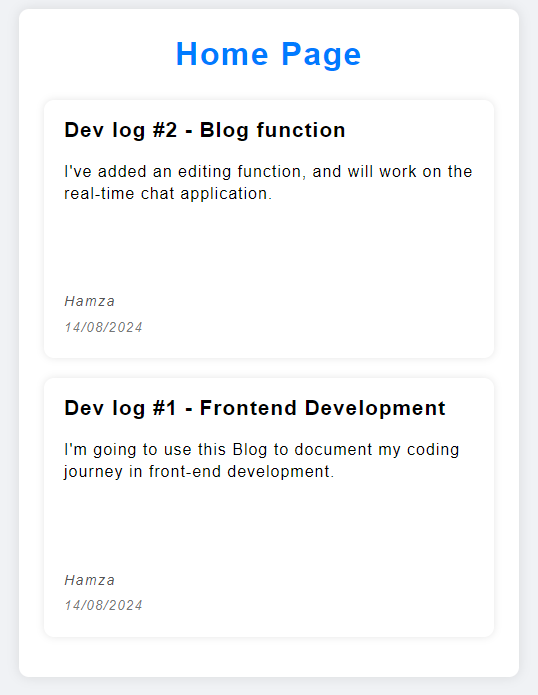 Home Page
Dev log #2 - Blog function
I've added an editing function, and will work on the
real-time chat application.
Hamza
14/08/2024
Dev log #1 - Frontend Development
I'm going to use this Blog to document my coding
journey in front-end development.
Hamza
14/08/2024